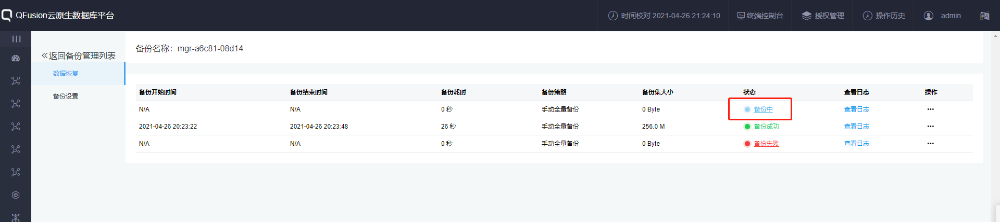 QFusion云原生数据库平台
时间校对 2021-04-26 21:24:10
终端控制台
授权管理
操作历史
admin
返回备份管理列表
数据恢复
备份设置
备份名称：mgr-a6c81-08d14
备份开始时间 备份结束时间 备份耗时 备份策略 备份集大小 状态 查看日志 操作
N/A N/A 0 秒 手动全量备份 0 Byte 备份中 查看日志 •••
2021-04-26 20:23:22 2021-04-26 20:23:48 26 秒 手动全量备份 256.0 M 备份成功 查看日志 •••
N/A N/A 0 秒 手动全量备份 0 Byte 备份失败 查看日志 •••